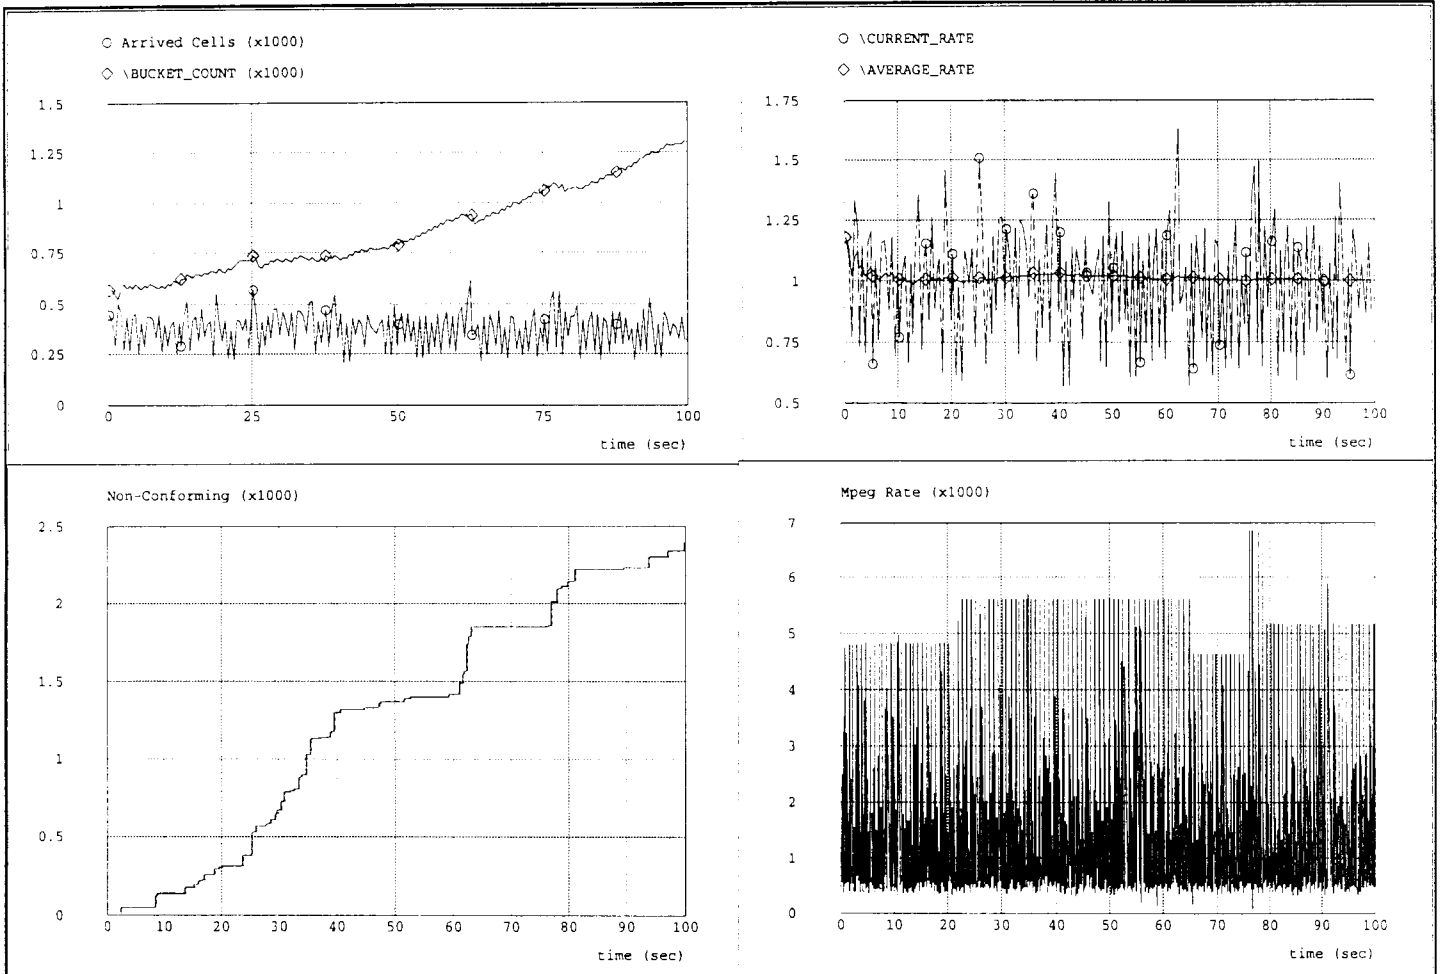 Arrived Cells (x1000)
\BUCKET_COUNT (x1000)
1.5
1.25
1
0.75
0.5
0.25
0
0 25 50 75 100
time (sec)
\CURRENT_RATE
\AVERAGE_RATE
1.75
1.5
1.25
1
0.75
0.5
0 10 20 30 40 50 60 70 80 90 100
time (sec)
Non-Conforming (x1000)
2.5
2
1.5
1
0.5
0
0 10 20 30 40 50 60 70 80 90 100
time (sec)
Mpeg Rate (x1000)
7
6
5
4
3
2
1
0
0 10 20 30 40 50 60 70 80 90 100
time (sec)